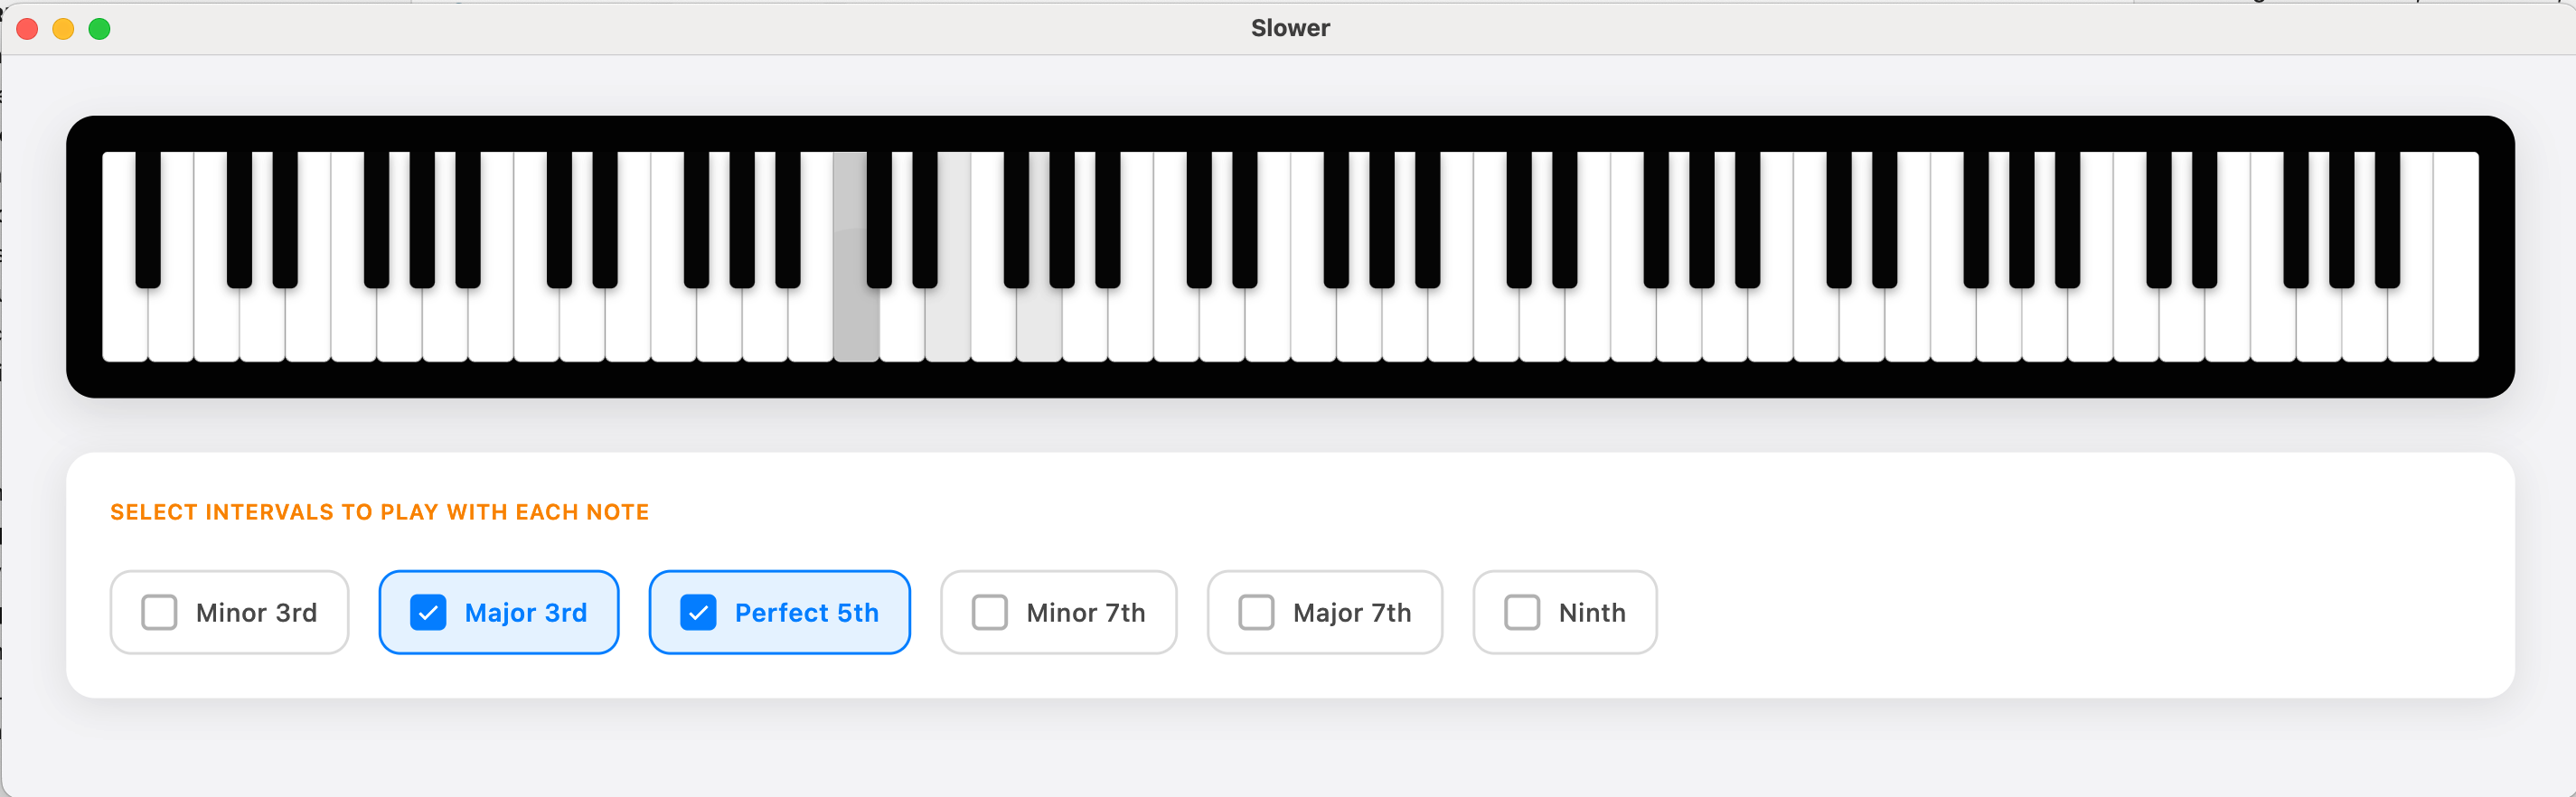 Slower
SELECT INTERVALS TO PLAY WITH EACH NOTE
Minor 3rd Major 3rd Perfect 5th Minor 7th Major 7th Ninth